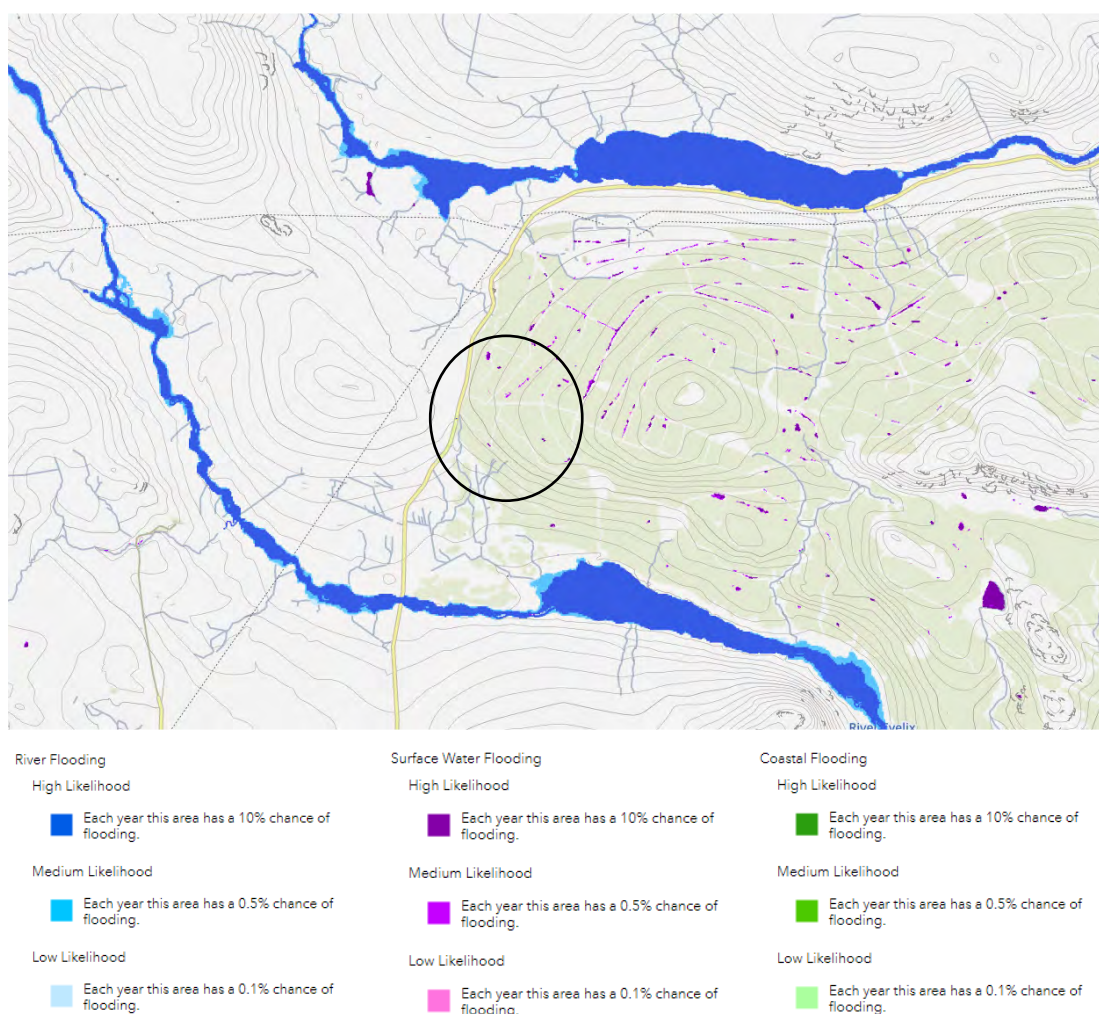 River Evelix
River Flooding
High Likelihood
Each year this area has a 10% chance of
flooding.
Medium Likelihood
Each year this area has a 0.5% chance of
flooding.
Low Likelihood
Each year this area has a 0.1% chance of
flooding.
Surface Water Flooding
High Likelihood
Each year this area has a 10% chance of
flooding.
Medium Likelihood
Each year this area has a 0.5% chance of
flooding.
Low Likelihood
Each year this area has a 0.1% chance of
flooding.
Coastal Flooding
High Likelihood
Each year this area has a 10% chance of
flooding.
Medium Likelihood
Each year this area has a 0.5% chance of
flooding.
Low Likelihood
Each year this area has a 0.1% chance of
flooding.